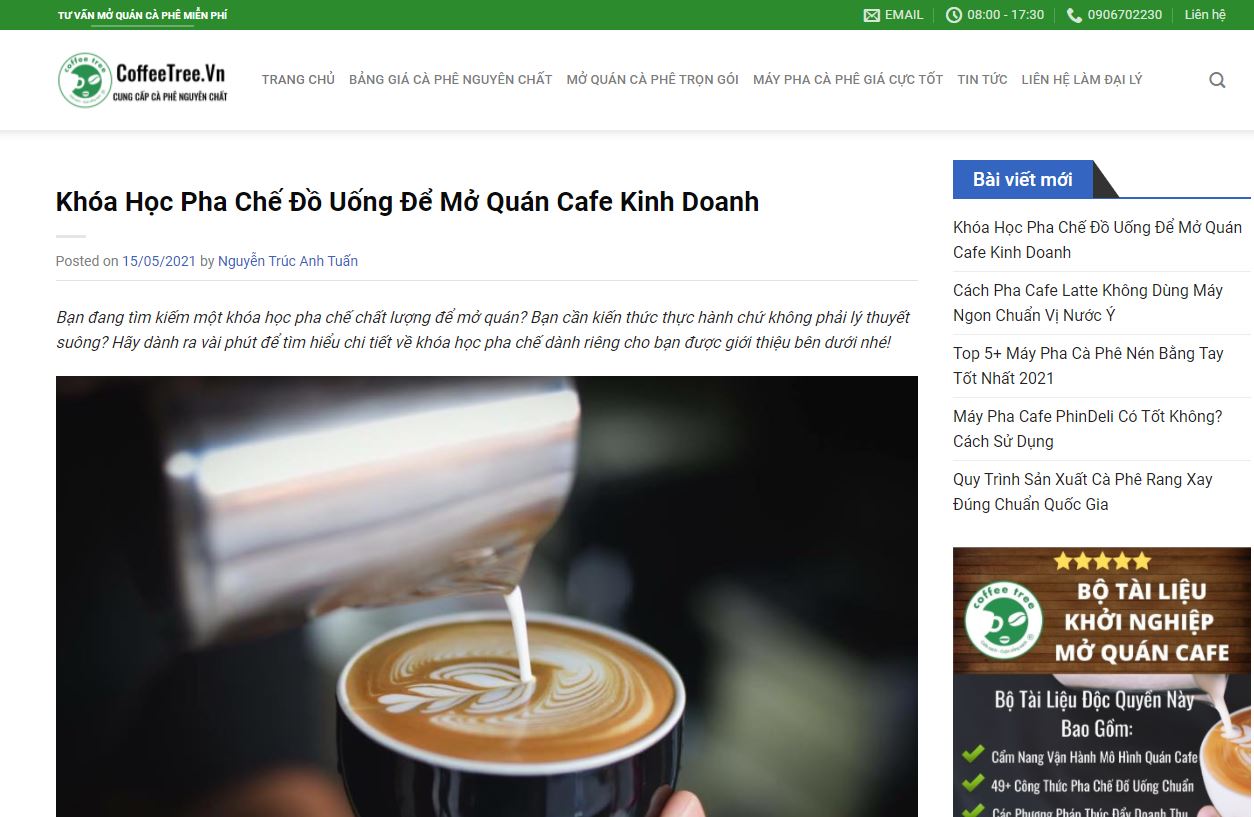 TƯ VẤN MỞ QUÁN CÀ PHÊ MIỄN PHÍ
EMAIL
08:00 - 17:30
0906702230
Liên hệ
coffee tree
CoffeeTree.Vn
CUNG CẤP CÀ PHÊ NGUYÊN CHẤT
TRANG CHỦ
BẢNG GIÁ CÀ PHÊ NGUYÊN CHẤT
MỞ QUÁN CÀ PHÊ TRỌN GÓI
MÁY PHA CÀ PHÊ GIÁ CỰC TỐT
TIN TỨC
LIÊN HỆ LÀM ĐẠI LÝ
Khóa Học Pha Chế Đồ Uống Để Mở Quán Cafe Kinh Doanh
Posted on 15/05/2021 by Nguyễn Trúc Anh Tuấn
Bạn đang tìm kiếm một khóa học pha chế chất lượng để mở quán? Bạn cần kiến thức thực hành chứ không phải lý thuyết
suông? Hãy dành ra vài phút để tìm hiểu chi tiết về khóa học pha chế dành riêng cho bạn được giới thiệu bên dưới nhé!
Bài viết mới
Khóa Học Pha Chế Đồ Uống Để Mở Quán
Cafe Kinh Doanh
Cách Pha Cafe Latte Không Dùng Máy
Ngon Chuẩn Vị Nước Ý
Top 5+ Máy Pha Cà Phê Nén Bằng Tay
Tốt Nhất 2021
Máy Pha Cafe PhinDeli Có Tốt Không?
Cách Sử Dụng
Quy Trình Sản Xuất Cà Phê Rang Xay
Đúng Chuẩn Quốc Gia
coffee tree
BỘ TÀI LIỆU
KHỞI NGHIỆP
MỞ QUÁN CAFE
Bộ Tài Liệu Độc Quyền Này
Bao Gồm:
Cẩm Nang Vận Hành Mô Hình Quán Cafe
49+ Công Thức Pha Chế Đồ Uống Chuẩn
Các Phương Pháp Thúc Đẩy Doanh Thu